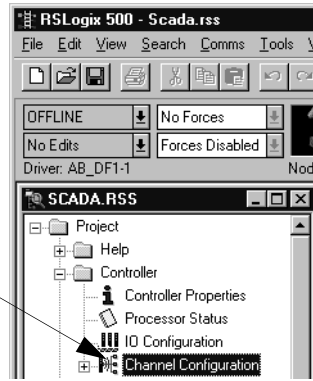 RSLogix 500 - Scada.rss
File Edit View Search Comms Tools
OFFLINE No Forces
No Edits Forces Disabled
Driver: AB_DF1-1 Nod
SCADA.RSS
Project
Help
Controller
Controller Properties
Processor Status
IO Configuration
Channel Configuration